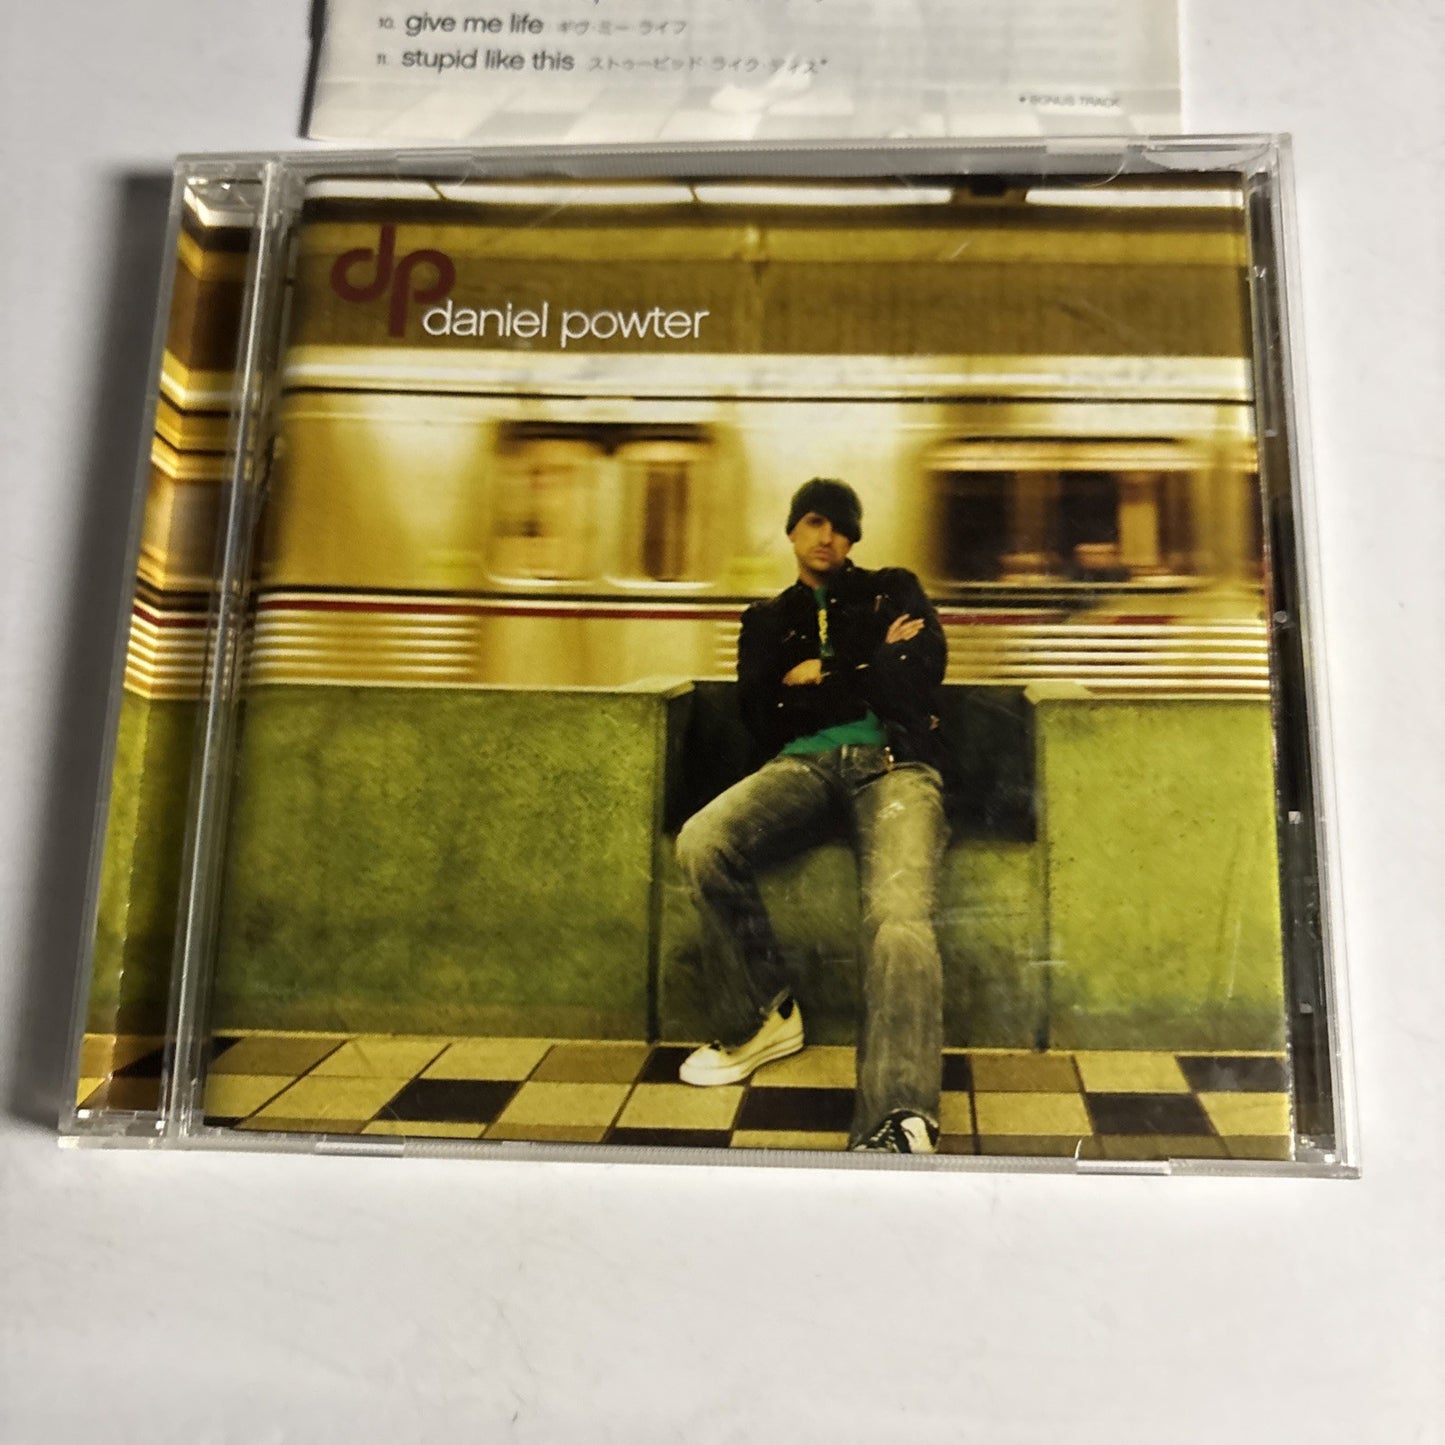 10. give me life ギヴ・ミー・ライフ
11. stupid like this ストゥーピッド・ライク・ディス*
* BONUS TRACK
dp
daniel powter